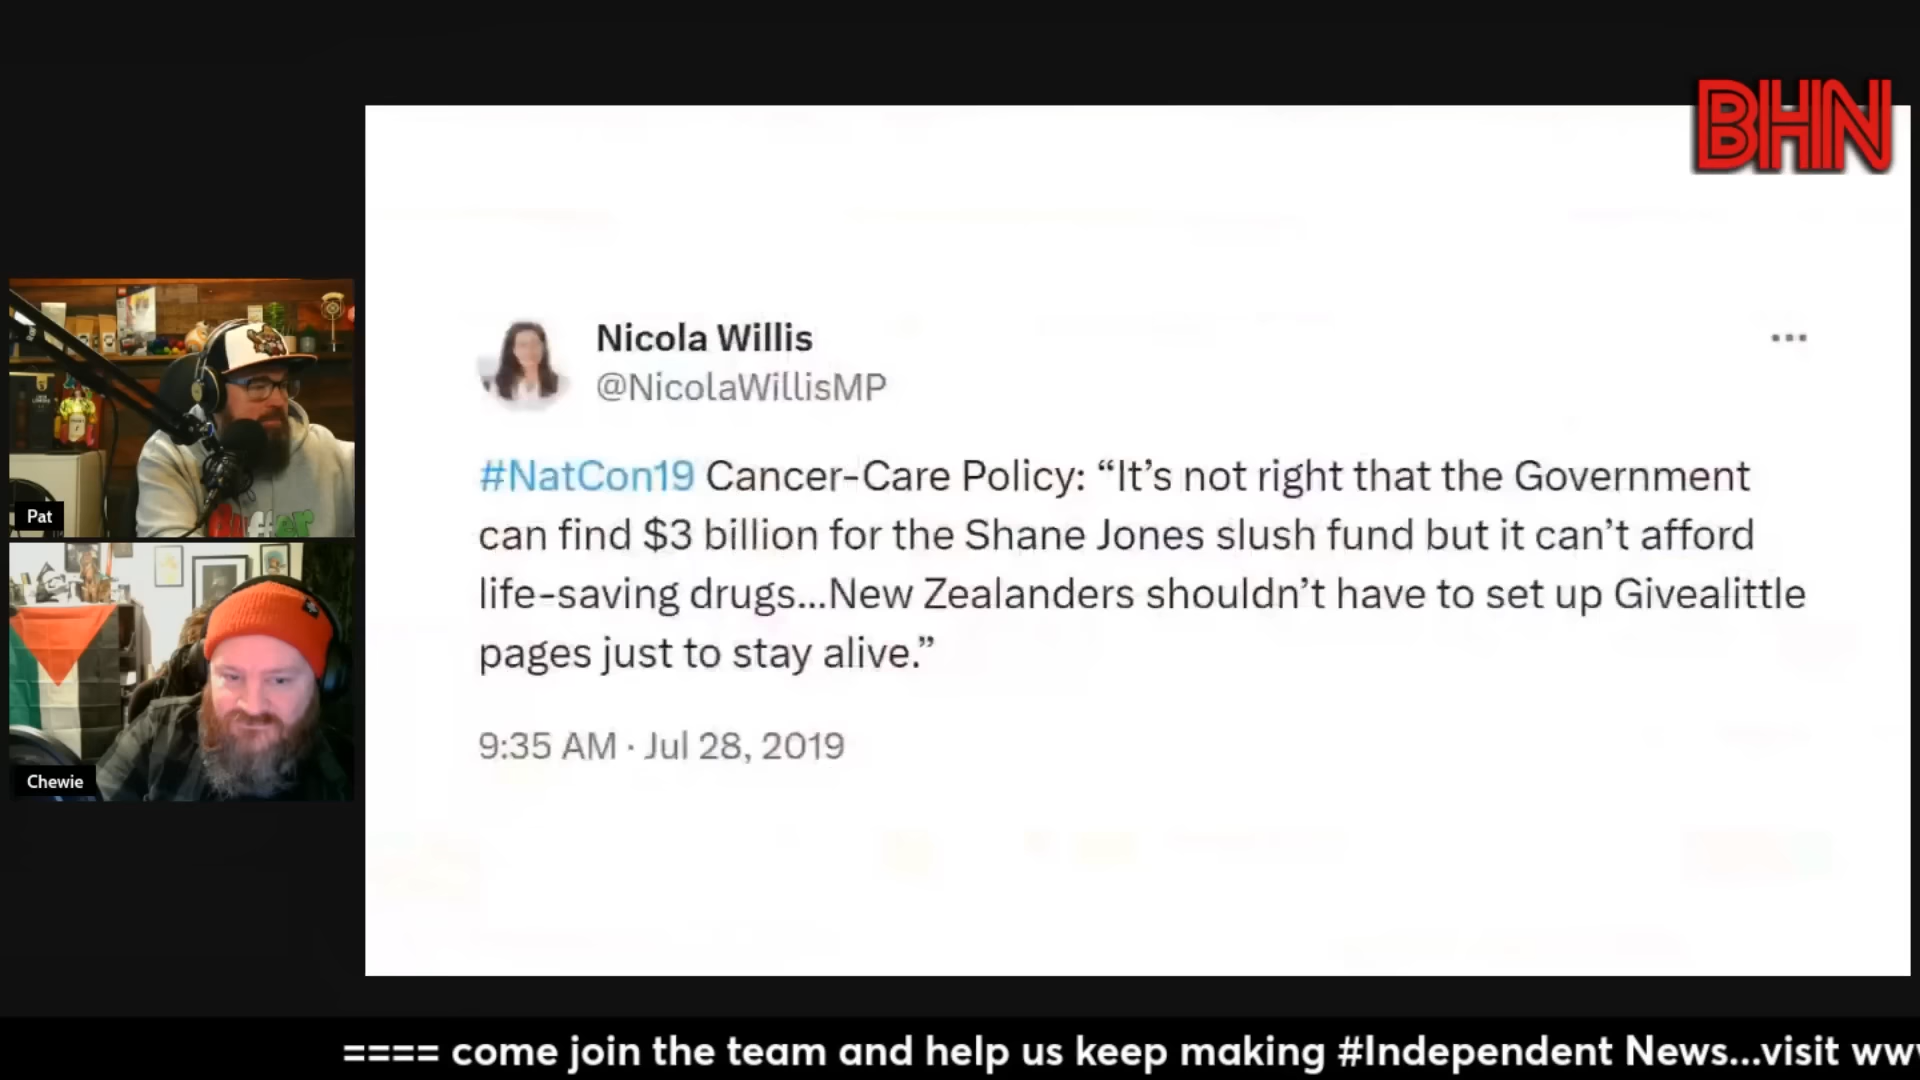 BHN
Nicola Willis
@NicolaWillisMP
#NatCon19 Cancer-Care Policy: “It’s not right that the Government
can find $3 billion for the Shane Jones slush fund but it can’t afford
life-saving drugs...New Zealanders shouldn’t have to set up Givealittle
pages just to stay alive.”
9:35 AM · Jul 28, 2019
Pat
Chewie
==== come join the team and help us keep making #Independent News...visit www